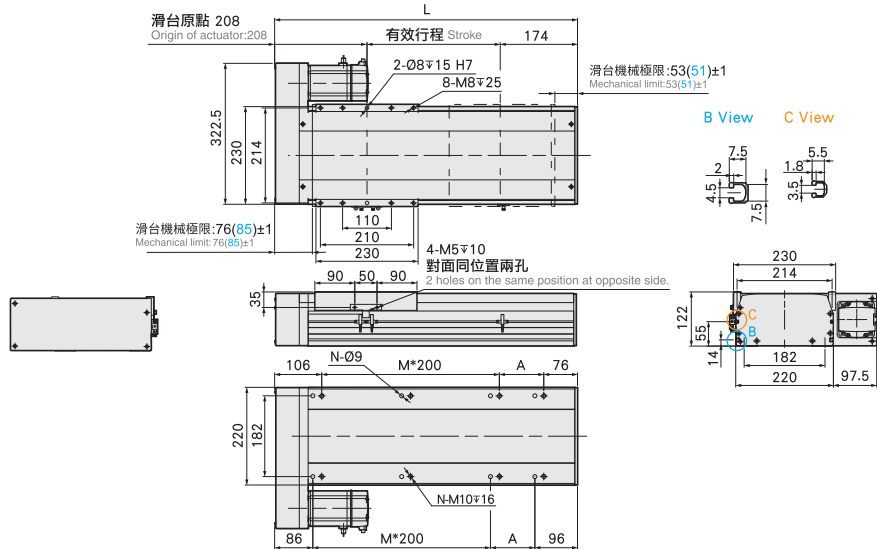 L
滑台原點 208
Origin of actuator:208
有效行程 Stroke
174
2-Ø8↧15 H7
8-M8↧25
滑台機械極限:53(51)±1
Mechanical limit:53(51)±1
B View
C View
322.5
230
214
7.5
2
4.5
7.5
5.5
1.8
3.5
110
210
230
滑台機械極限:76(85)±1
Mechanical limit:76(85)±1
4-M5↧10
對面同位置兩孔
2 holes on the same position at opposite side.
90
50
90
35
230
214
122
55
14
C
B
182
220
97.5
N-Ø9
106
M*200
A
76
220
182
N-M10↧16
86
M*200
A
96